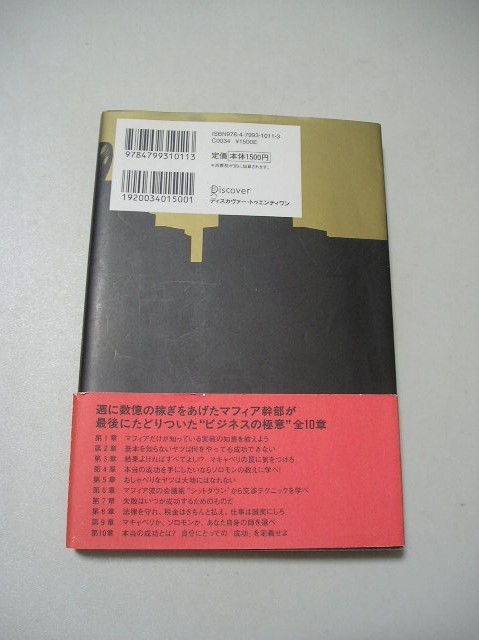 ISBN978-4-7993-1011-3
C0034 ¥1500E
9784799310113
定価 本体1500円
＊消費税が別に加算されます。
1920034015001
Discover
ディスカヴァー・トゥエンティワン
週に数億の稼ぎをあげたマフィア幹部が
最後にたどりついた“ビジネスの極意”全10章
第1章 マフィアだけが知っている実践の知恵を教えよう
第2章 基本を知らないヤツは何をやっても成功できない
第3章 結果よければすべてよし!? マキャベリの罠に気をつけろ
第4章 本当の成功を手にしたいならソロモンの教えに学べ!
第5章 おしゃべりなヤツは大物にはなれない
第6章 マフィア流の会議術“シットダウン”から交渉テクニックを学べ
第7章 失敗はいつか成功するためのものだ
第8章 法律を守れ、税金はきちんと払え、仕事は誠実にしろ
第9章 マキャベリか、ソロモンか、あなた自身の師を選べ
第10章 本当の成功とは? 自分にとっての「成功」を定義せよ